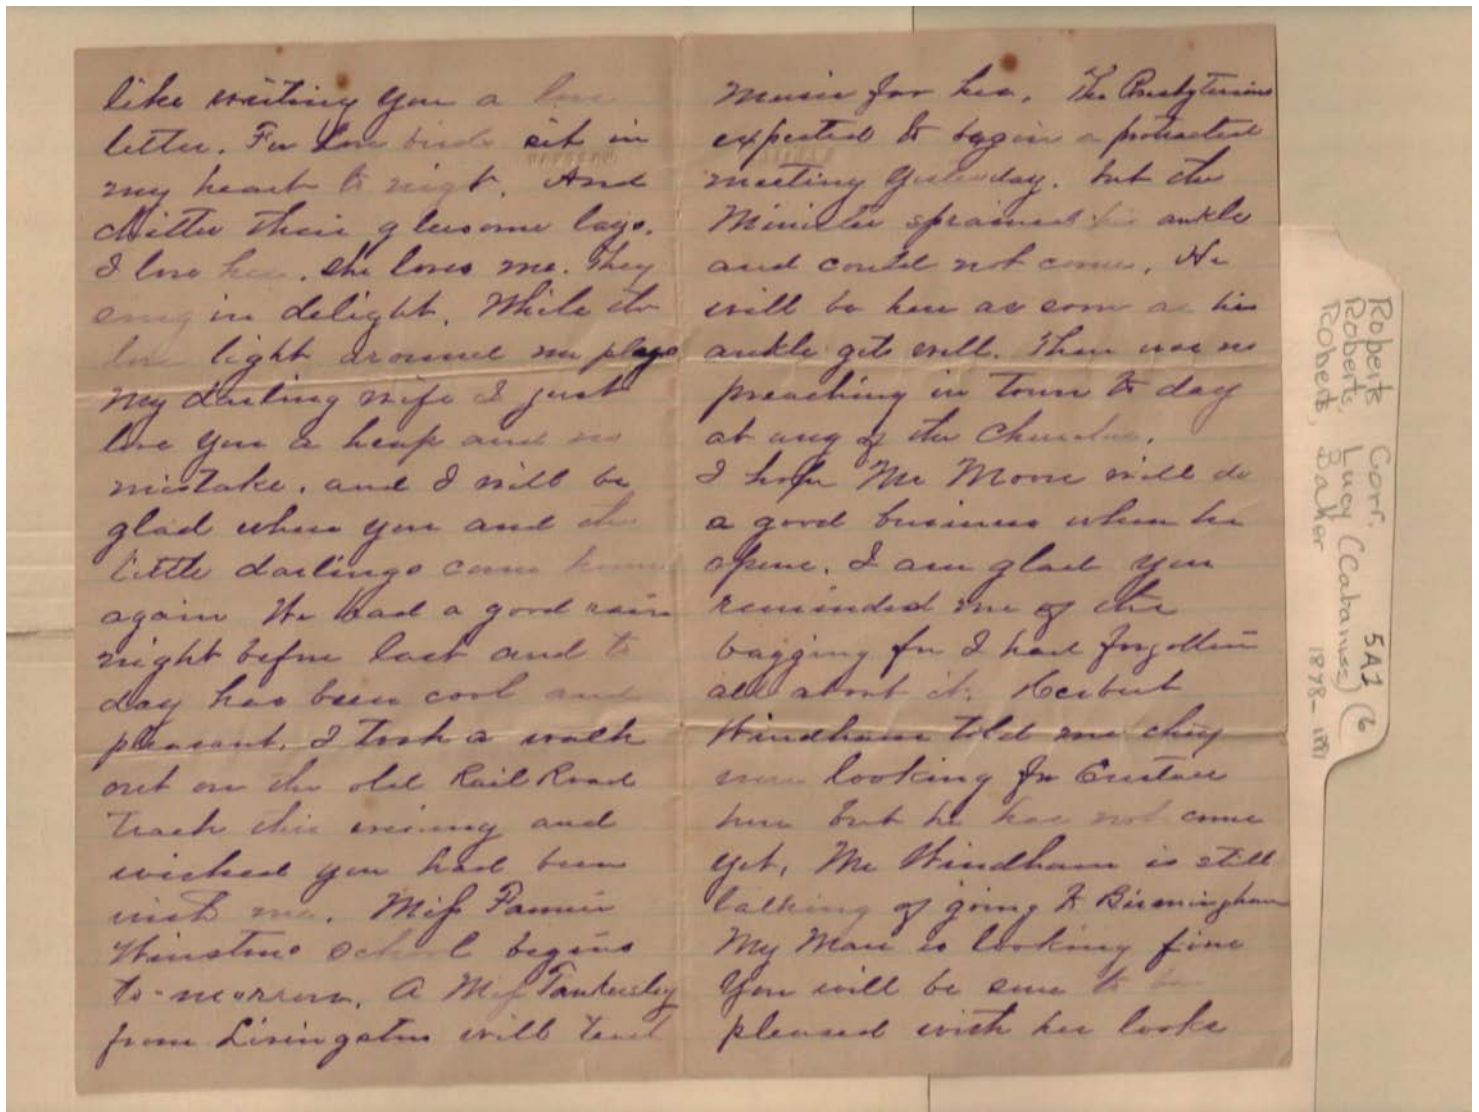 like writing you a love
letter. For love birds sit in
my heart to night. And
chitter their gleesome lays.
I love her, she loves me. They
sing in delight. While the
love light around me plays
My darling wife I just
love you a heap and no
mistake, and I will be
glad when you and the
little darlings come home
again We had a good rain
night before last and to
day has been cool and
pleasant. I took a walk
out on the old Rail Road
Track this evening and
wished you had been
with me. Miss Fannie
Winstons school begins
to-morrow. A Miss Tankersley
from Livingston will teach
music for her. The Presbyterians
expected to begin a protracted
meeting yesterday. but the
Minister sprained his ankle
and could not come. He
will be here as soon as his
ankle gets well. There was no
preaching in town to day
at any of the Churches.
I hope Mr Moore will do
a good business when he
opens. I am glad you
reminded me of the
bagging for I had forgotten
all about it. Herbert
Windham told me they
were looking for Eustace
here but he has not come
yet. Mr Windham is still
talking of going to Birmingham
My Mare is looking fine
You will be sure to be
pleased with her looks
Roberts Corr. 5A1 (6
Roberts, Lucy (Cabaniss)
Roberts, Baker 1878-1881